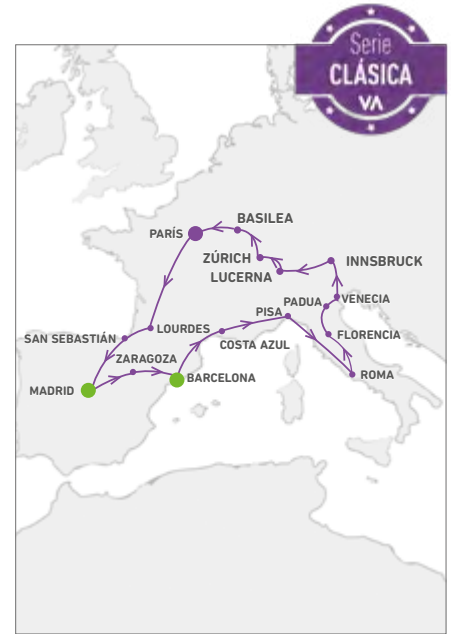 Serie
CLÁSICA
VA
BASILEA
PARÍS
ZÚRICH
INNSBRUCK
LUCERNA
PADUA
VENECIA
PISA
LOURDES
FLORENCIA
SAN SEBASTIÁN
COSTA AZUL
ZARAGOZA
ROMA
BARCELONA
MADRID